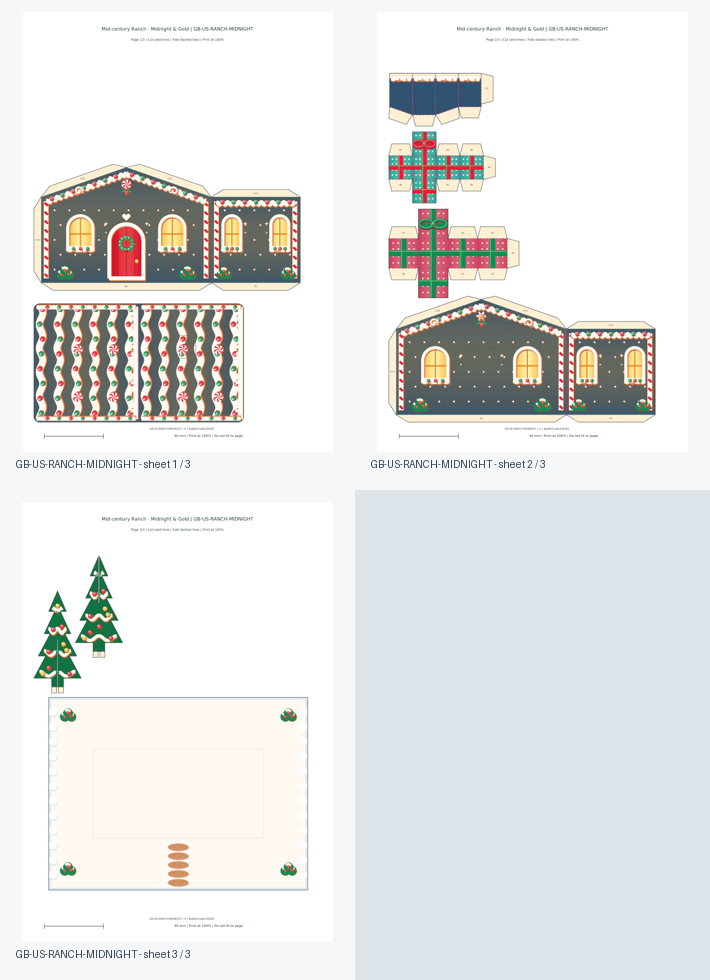 Mid-century Ranch · Midnight & Gold | GB-US-RANCH-MIDNIGHT
Page 1/3 | Cut solid lines | Fold dashed lines | Print at 100%
50 mm | Print at 100% | Do not fit to page
GB-US-RANCH-MIDNIGHT - sheet 1 / 3
Mid-century Ranch · Midnight & Gold | GB-US-RANCH-MIDNIGHT
Page 2/3 | Cut solid lines | Fold dashed lines | Print at 100%
50 mm | Print at 100% | Do not fit to page
GB-US-RANCH-MIDNIGHT - sheet 2 / 3
Mid-century Ranch · Midnight & Gold | GB-US-RANCH-MIDNIGHT
Page 3/3 | Cut solid lines | Fold dashed lines | Print at 100%
50 mm | Print at 100% | Do not fit to page
GB-US-RANCH-MIDNIGHT - sheet 3 / 3